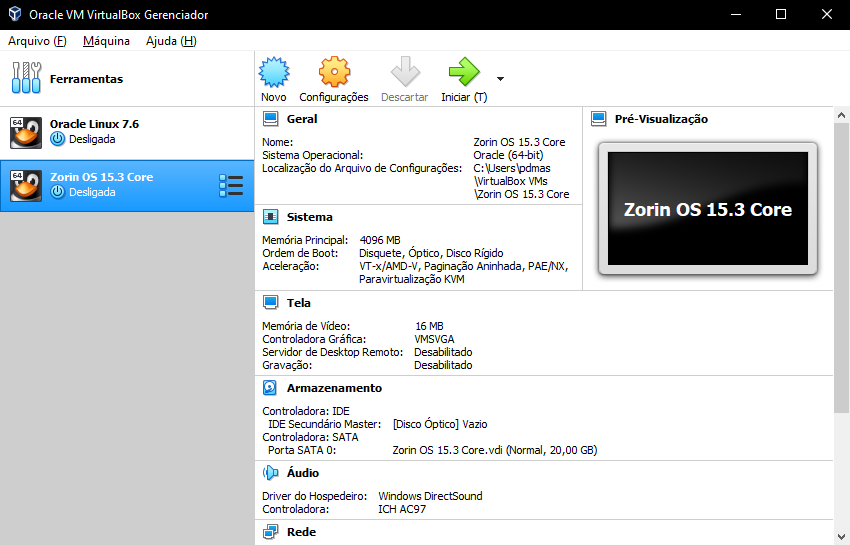 Oracle VM VirtualBox Gerenciador
Arquivo (F) Máquina Ajuda (H)
Ferramentas
Novo Configurações Descartar Iniciar (T)
64
Oracle Linux 7.6
Desligada
64
Zorin OS 15.3 Core
Desligada
Geral
Nome: Zorin OS 15.3 Core
Sistema Operacional: Oracle (64-bit)
Localização do Arquivo de Configurações: C:\Users\pdmas
\VirtualBox VMs
\Zorin OS 15.3 Core
Pré-Visualização
Zorin OS 15.3 Core
Sistema
Memória Principal: 4096 MB
Ordem de Boot: Disquete, Óptico, Disco Rígido
Aceleração: VT-x/AMD-V, Paginação Aninhada, PAE/NX,
Paravirtualização KVM
Tela
Memória de Vídeo: 16 MB
Controladora Gráfica: VMSVGA
Servidor de Desktop Remoto: Desabilitado
Gravação: Desabilitado
Armazenamento
Controladora: IDE
IDE Secundário Master: [Disco Óptico] Vazio
Controladora: SATA
Porta SATA 0: Zorin OS 15.3 Core.vdi (Normal, 20,00 GB)
Áudio
Driver do Hospedeiro: Windows DirectSound
Controladora: ICH AC97
Rede